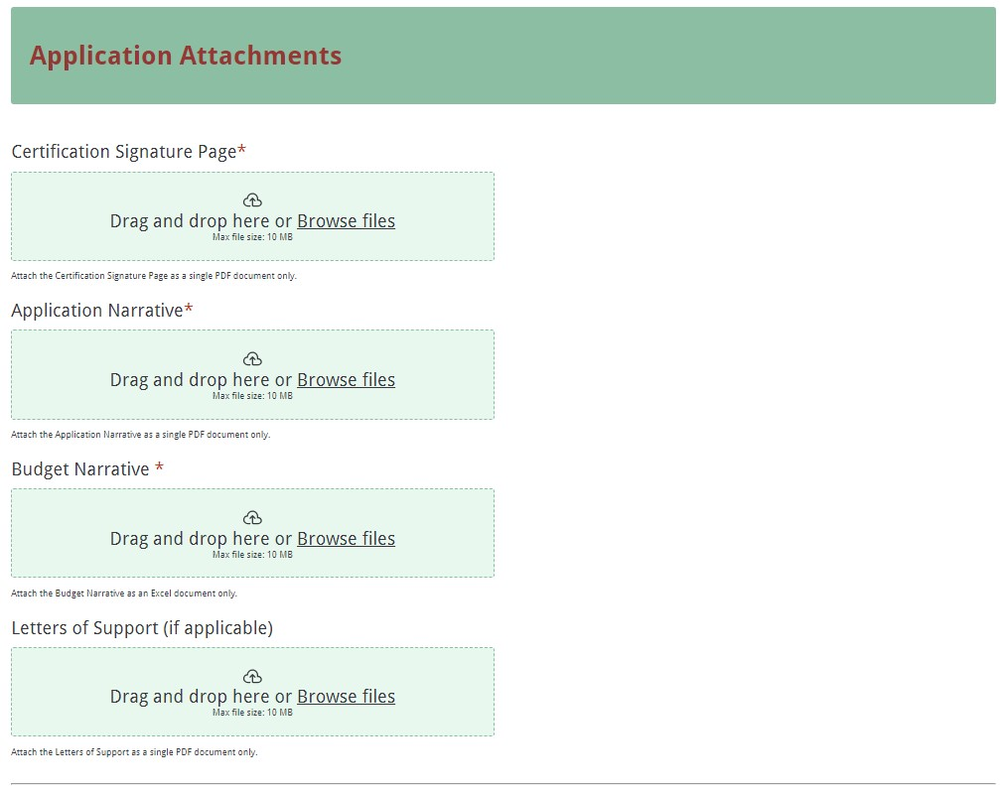 Application Attachments
Certification Signature Page*
Drag and drop here or Browse files
Max file size: 10 MB
Attach the Certification Signature Page as a single PDF document only.
Application Narrative*
Drag and drop here or Browse files
Max file size: 10 MB
Attach the Application Narrative as a single PDF document only.
Budget Narrative *
Drag and drop here or Browse files
Max file size: 10 MB
Attach the Budget Narrative as an Excel document only.
Letters of Support (if applicable)
Drag and drop here or Browse files
Max file size: 10 MB
Attach the Letters of Support as a single PDF document only.